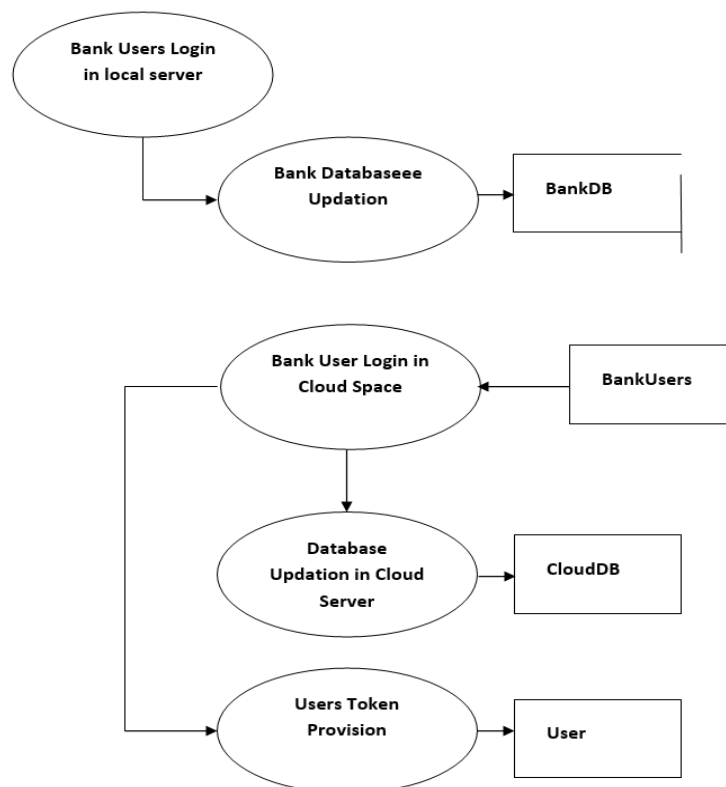 Bank Users Login
in local server
Bank Databaseee
Updation
BankDB
Bank User Login in
Cloud Space
BankUsers
Database
Updation in Cloud
Server
CloudDB
Users Token
Provision
User